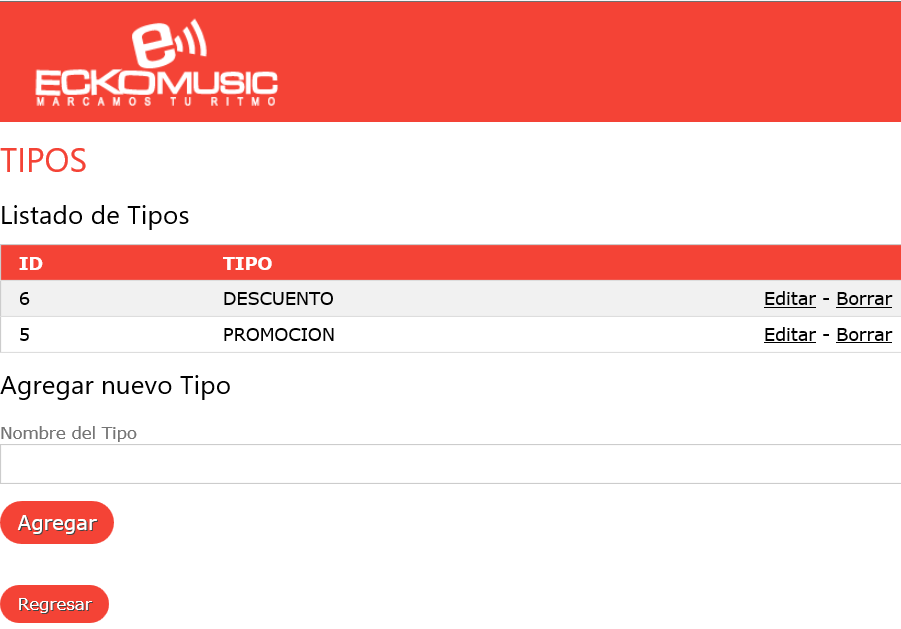 ECKOMUSIC
MARCAMOS TU RITMO
TIPOS
Listado de Tipos
ID TIPO
6 DESCUENTO Editar - Borrar
5 PROMOCION Editar - Borrar
Agregar nuevo Tipo
Nombre del Tipo
Agregar
Regresar